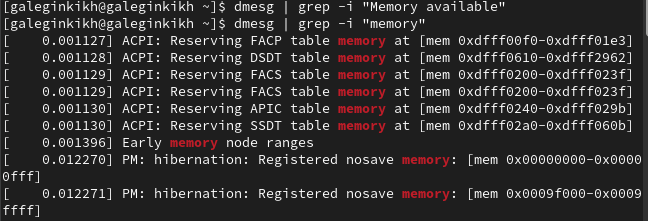 [galeginkikh@galeginkikh ~]$ dmesg | grep -i "Memory available"
[galeginkikh@galeginkikh ~]$ dmesg | grep -i "memory"
[    0.001127] ACPI: Reserving FACP table memory at [mem 0xdfff00f0-0xdfff01e3]
[    0.001128] ACPI: Reserving DSDT table memory at [mem 0xdfff0610-0xdfff2962]
[    0.001129] ACPI: Reserving FACS table memory at [mem 0xdfff0200-0xdfff023f]
[    0.001129] ACPI: Reserving FACS table memory at [mem 0xdfff0200-0xdfff023f]
[    0.001130] ACPI: Reserving APIC table memory at [mem 0xdfff0240-0xdfff029b]
[    0.001130] ACPI: Reserving SSDT table memory at [mem 0xdfff02a0-0xdfff060b]
[    0.001396] Early memory node ranges
[    0.012270] PM: hibernation: Registered nosave memory: [mem 0x00000000-0x0000
0fff]
[    0.012271] PM: hibernation: Registered nosave memory: [mem 0x0009f000-0x0009
ffff]